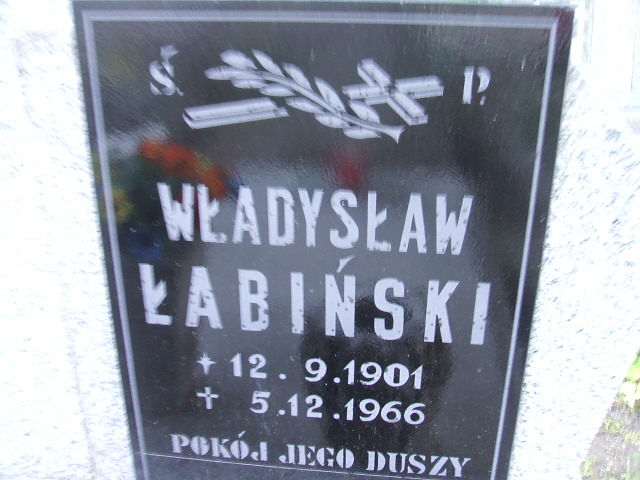 Ś. P.
WŁADYSŁAW
ŁABIŃSKI
12.9.1901
5.12.1966
POKÓJ JEGO DUSZY